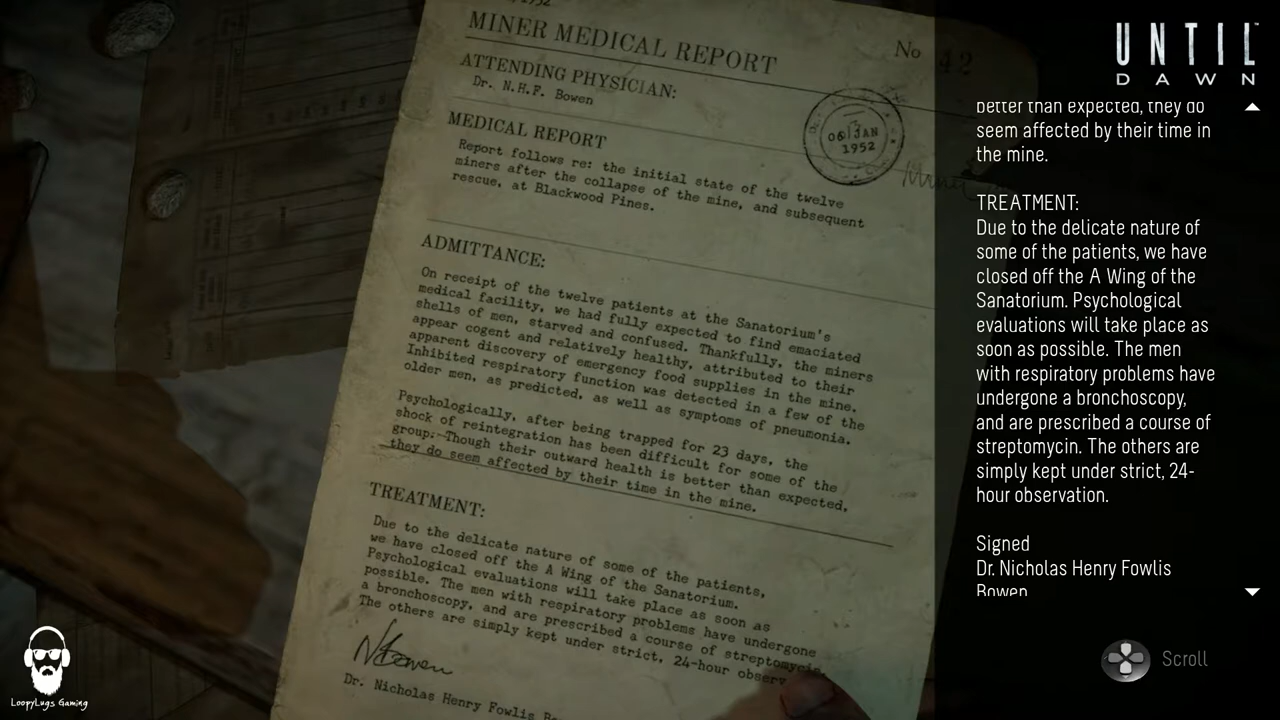 1952
MINER MEDICAL REPORT
No 42
ATTENDING PHYSICIAN:
Dr. N.H.F. Bowen
06 JAN
1952
MEDICAL REPORT
Report follows re: the initial state of the twelve
miners after the collapse of the mine, and subsequent
rescue, at Blackwood Pines.
ADMITTANCE:
On receipt of the twelve patients at the Sanatorium's
medical facility, we had fully expected to find emaciated
shells of men, starved and confused. Thankfully, the miners
appear cogent and relatively healthy, attributed to their
apparent discovery of emergency food supplies in the mine.
Inhibited respiratory function was detected in a few of the
older men, as predicted, as well as symptoms of pneumonia.
Psychologically, after being trapped for 23 days, the
shock of reintegration has been difficult for some of the
group. Though their outward health is better than expected,
they do seem affected by their time in the mine.
TREATMENT:
Due to the delicate nature of some of the patients,
we have closed off the A Wing of the Sanatorium.
Psychological evaluations will take place as soon as
possible. The men with respiratory problems have undergone
a bronchoscopy, and are prescribed a course of streptomycin.
The others are simply kept under strict, 24-hour observ
NBowen
Dr. Nicholas Henry Fowlis Bo
UNTIL
DAWN
better than expected, they do
seem affected by their time in
the mine.
TREATMENT:
Due to the delicate nature of
some of the patients, we have
closed off the A Wing of the
Sanatorium. Psychological
evaluations will take place as
soon as possible. The men
with respiratory problems have
undergone a bronchoscopy,
and are prescribed a course of
streptomycin. The others are
simply kept under strict, 24-
hour observation.
Signed
Dr. Nicholas Henry Fowlis
Bowen
Scroll
LoopyLugs Gaming